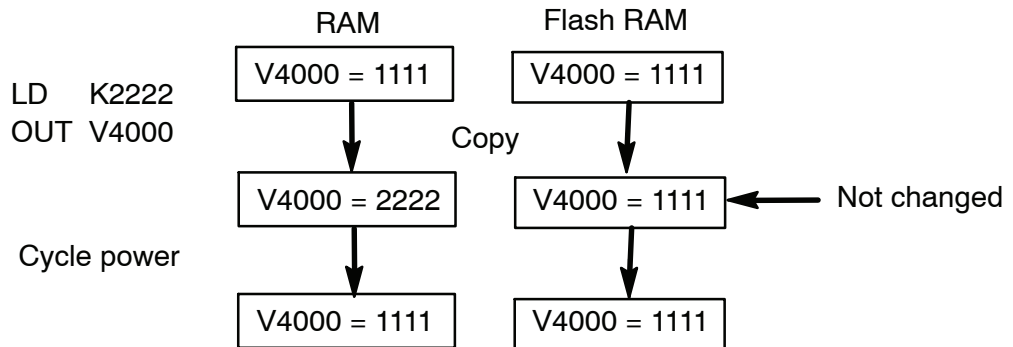 RAM
Flash RAM
V4000 = 1111
V4000 = 1111
LD K2222
OUT V4000
Copy
V4000 = 2222
V4000 = 1111
Not changed
Cycle power
V4000 = 1111
V4000 = 1111